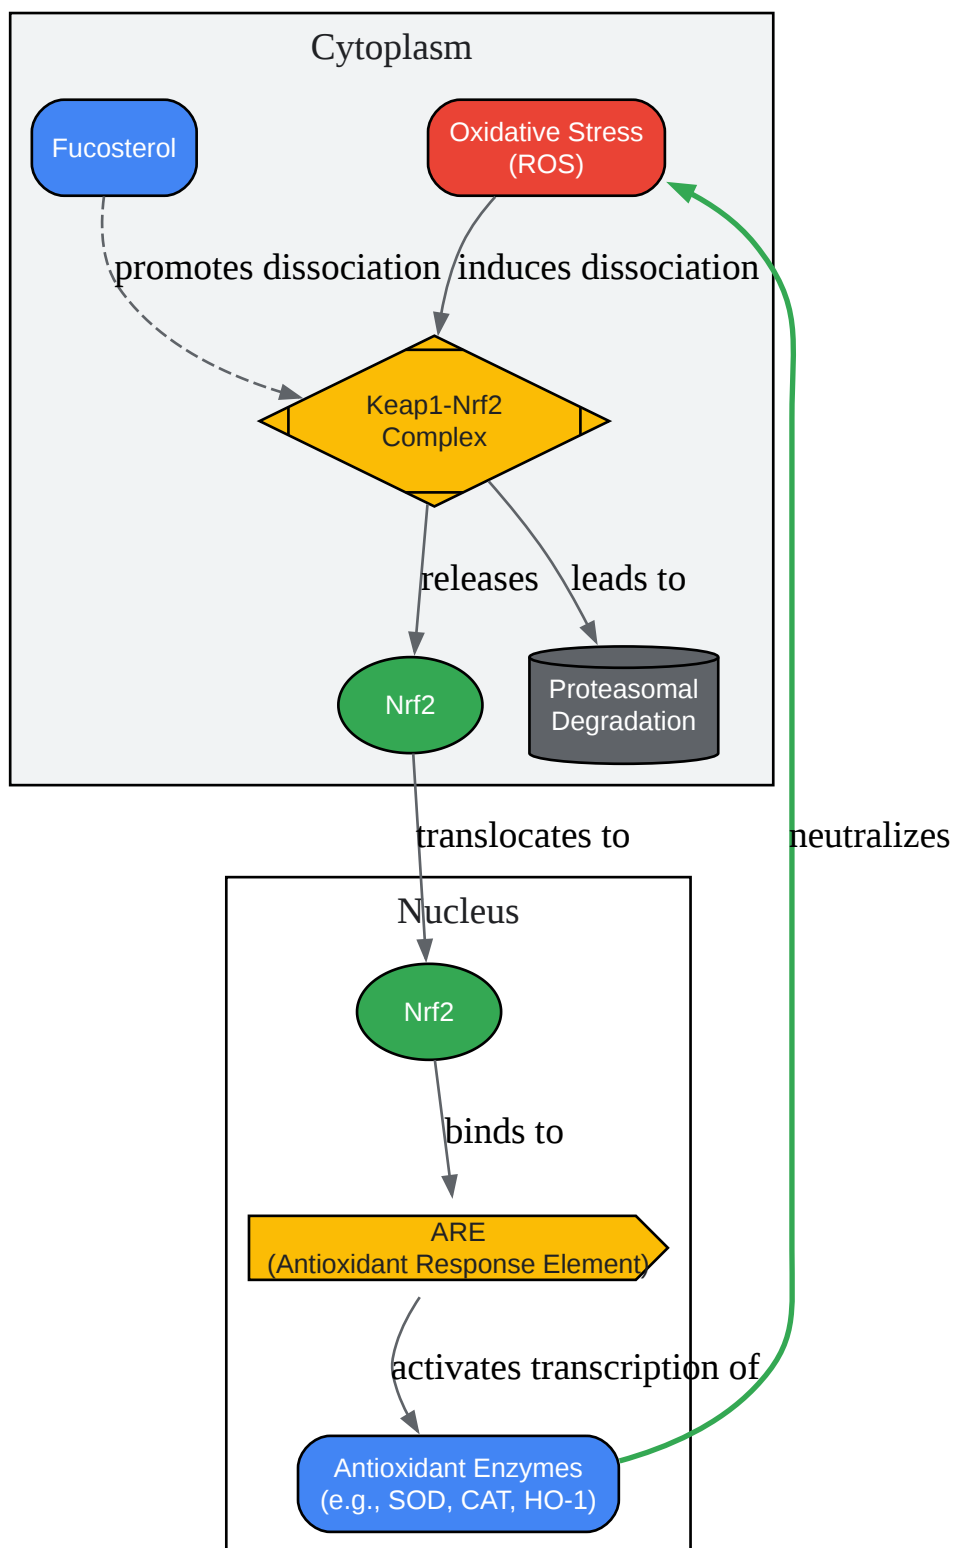 Cytoplasm
Fucosterol
Oxidative Stress
(ROS)
promotes dissociation
induces dissociation
Keap1-Nrf2
Complex
releases
leads to
Nrf2
Proteasomal
Degradation
translocates to
neutralizes
Nucleus
Nrf2
binds to
ARE
(Antioxidant Response Element)
activates transcription of
Antioxidant Enzymes
(e.g., SOD, CAT, HO-1)